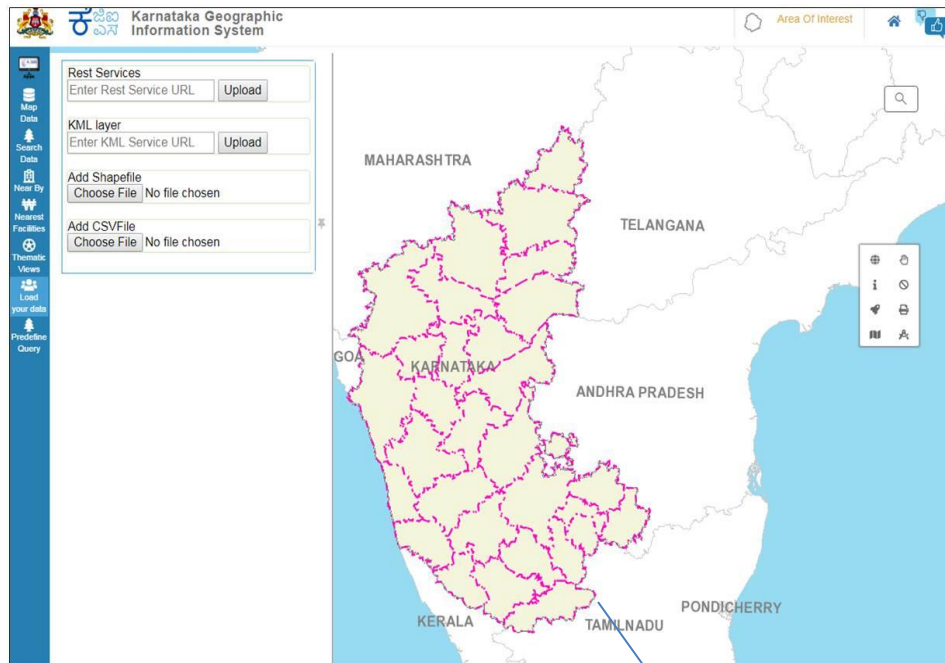 ಜಿಐ
ಎಸ್
Karnataka Geographic
Information System
Area Of Interest
Map
Data
Search
Data
Near By
Nearest
Facilities
Thematic
Views
Load
your data
Predefine
Query
Rest Services
Enter Rest Service URL
Upload
KML layer
Enter KML Service URL
Upload
Add Shapefile
Choose File No file chosen
Add CSVFile
Choose File No file chosen
MAHARASHTRA
TELANGANA
GOA
KARNATAKA
ANDHRA PRADESH
PONDICHERRY
KERALA
TAMILNADU